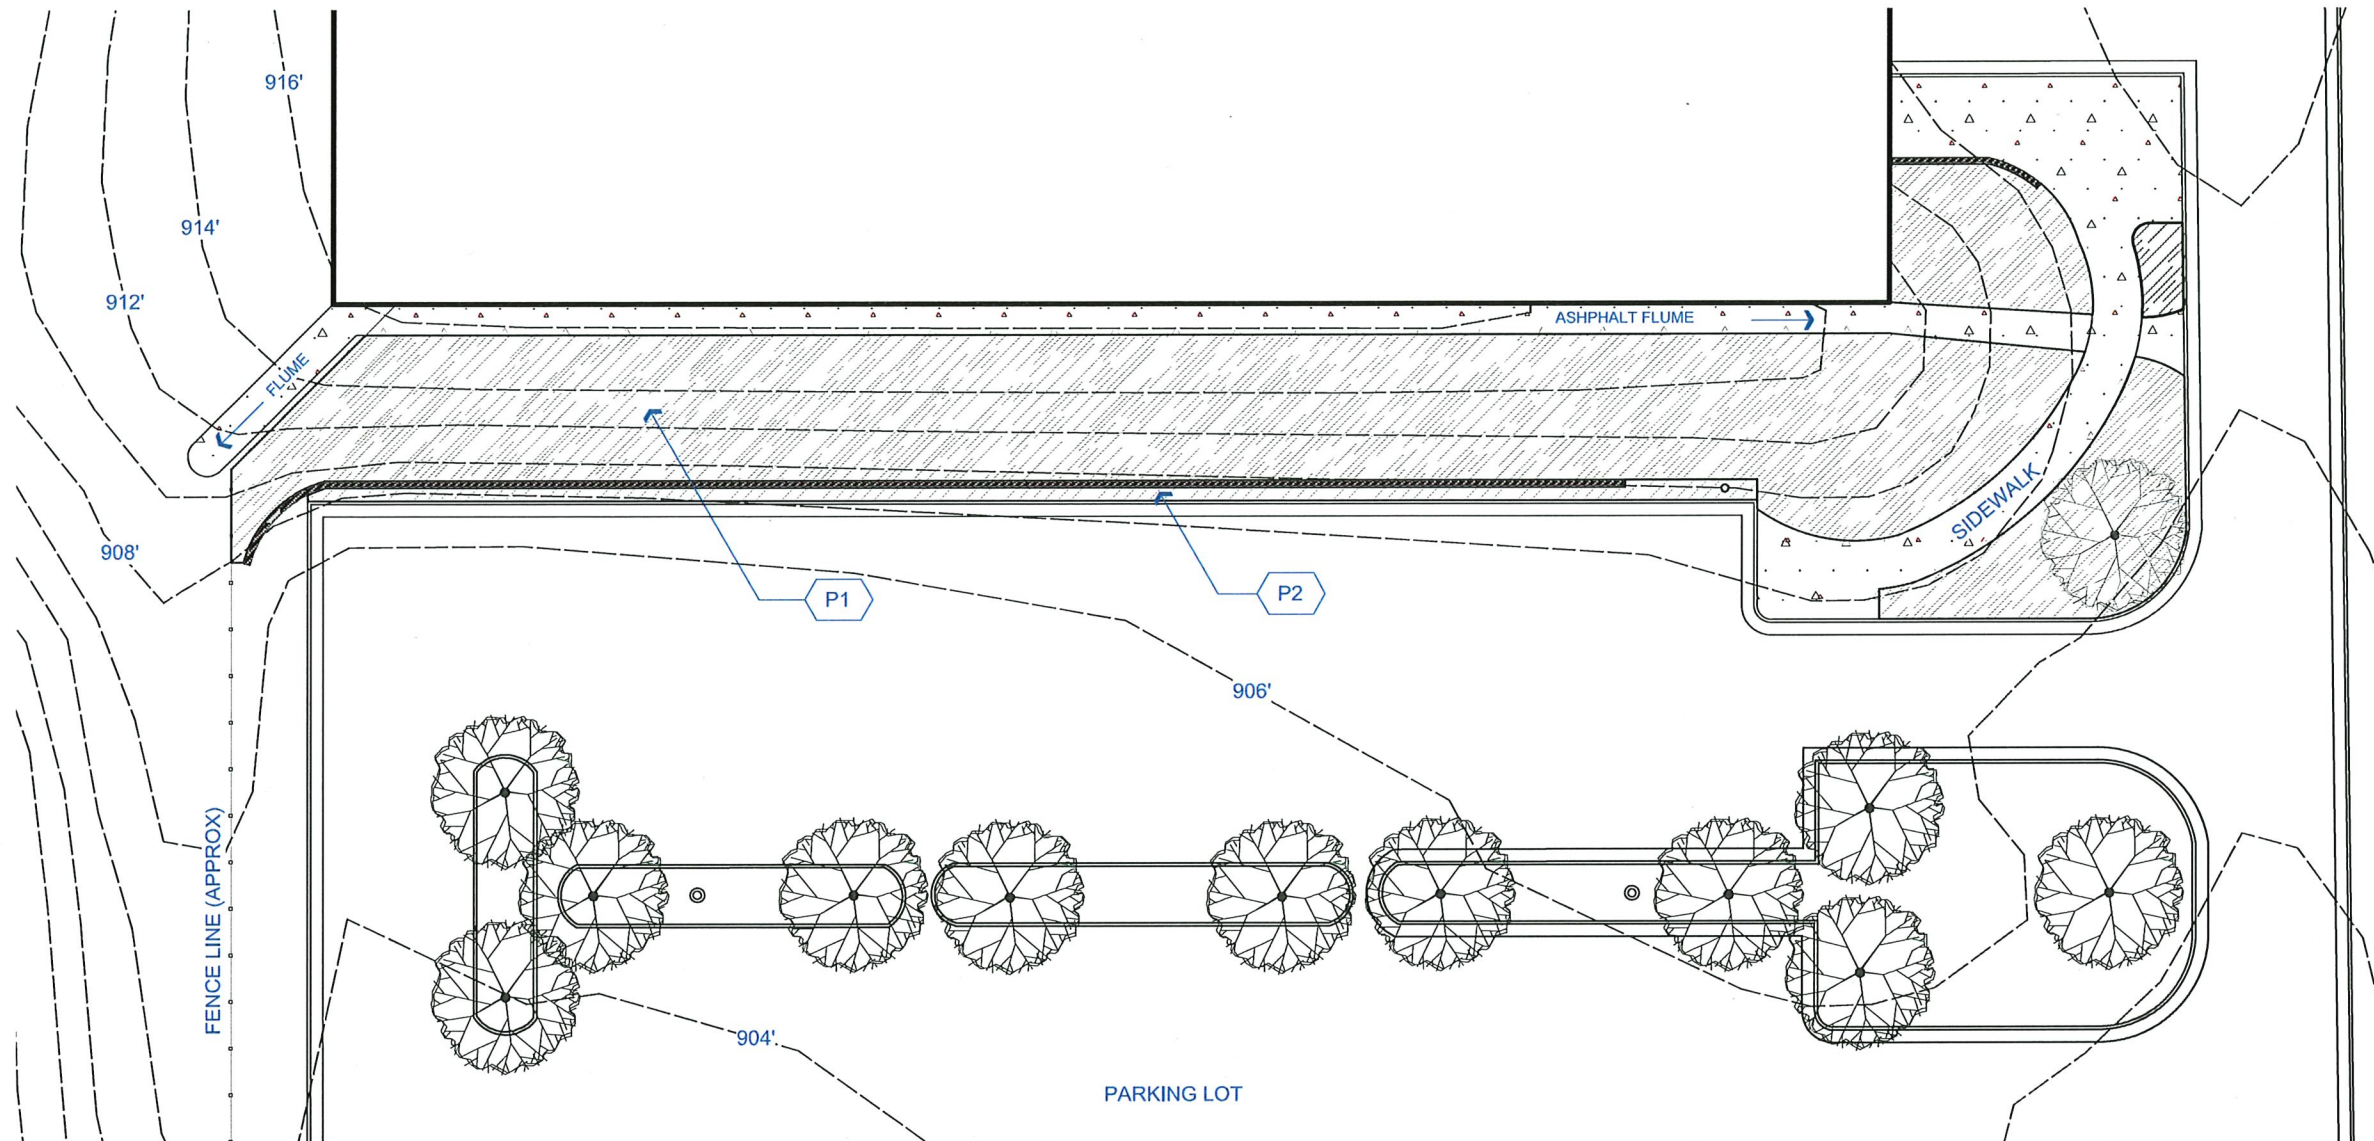 916'
914'
912'
ASHPHALT FLUME
FLUME
SIDEWALK
908'
P1
P2
906'
FENCE LINE (APPROX)
904'
PARKING LOT